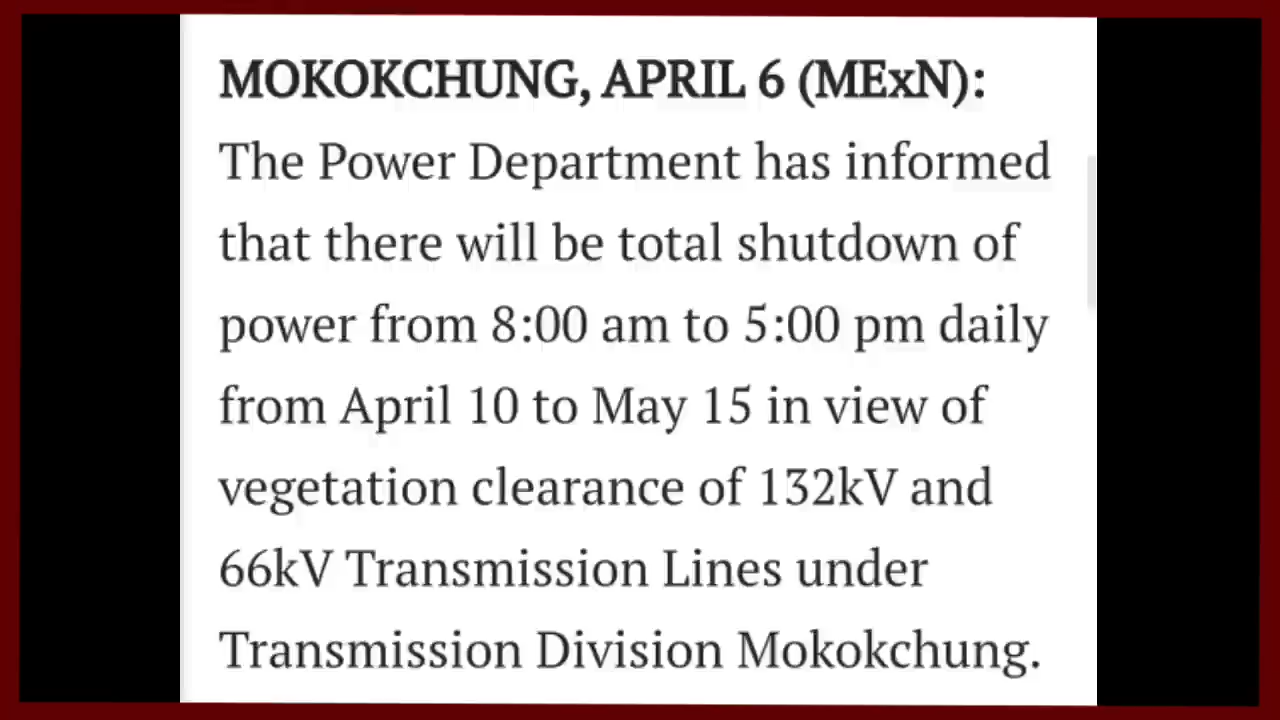 MOKOKCHUNG, APRIL 6 (MExN):
The Power Department has informed
that there will be total shutdown of
power from 8:00 am to 5:00 pm daily
from April 10 to May 15 in view of
vegetation clearance of 132kV and
66kV Transmission Lines under
Transmission Division Mokokchung.